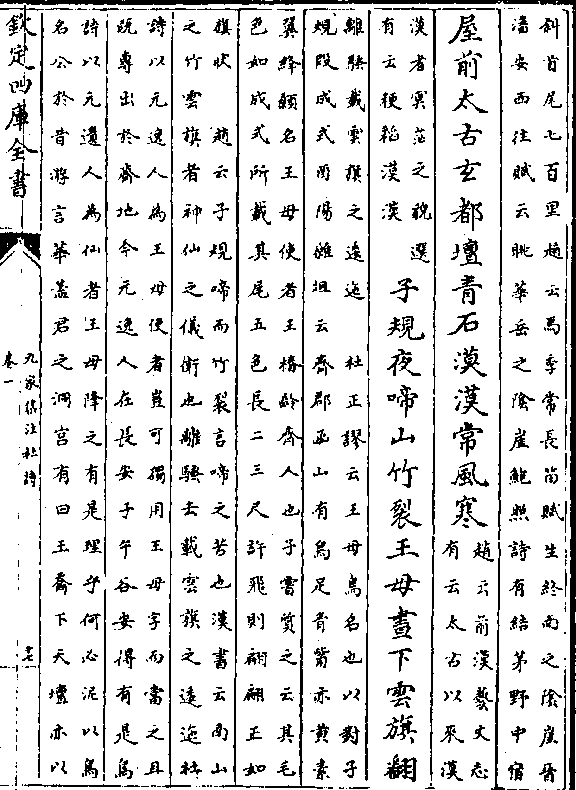 斜首尾七百里趙云馬季常長笛賦生終南之陰崖晉
潘安西征賦云眺華岳之陰崖鮑照詩有結茅野中宿
屋前太古玄都壇青石漠漠常風寒
趙云前漢藝文志
有云太古以來漢
漢者冥茫之貌選
有云粳稻漠漠
子規夜啼山竹裂王母晝下雲旗翻
離騷載雲旗之逶迤 杜正謬云王母鳥名也以對子
規段成式酉陽雜俎云齊郡函山有鳥足青觜赤黃素
翼絳顙名王母使者王椿齡齊人也予嘗質之云其毛
色如成式所載其尾五色長二三尺許飛則翩翩正如
旗狀 趙云子規啼而竹裂言啼之苦也漢書云南山
之竹雲旗者神仙之儀衛也離騷云載雲旗之逶迤杜
詩以元逸人為王母使者豈可獨用王母字而當之且
既專出於齊地今元逸人在長安子午谷安得有是鳥
詩以元逸人為仙者王母降之有是理乎何必泥以鳥
名公於昔游言華蓋君之洞宮有曰王喬下天壇亦以
欽定四庫全書
九家集注杜詩
卷一